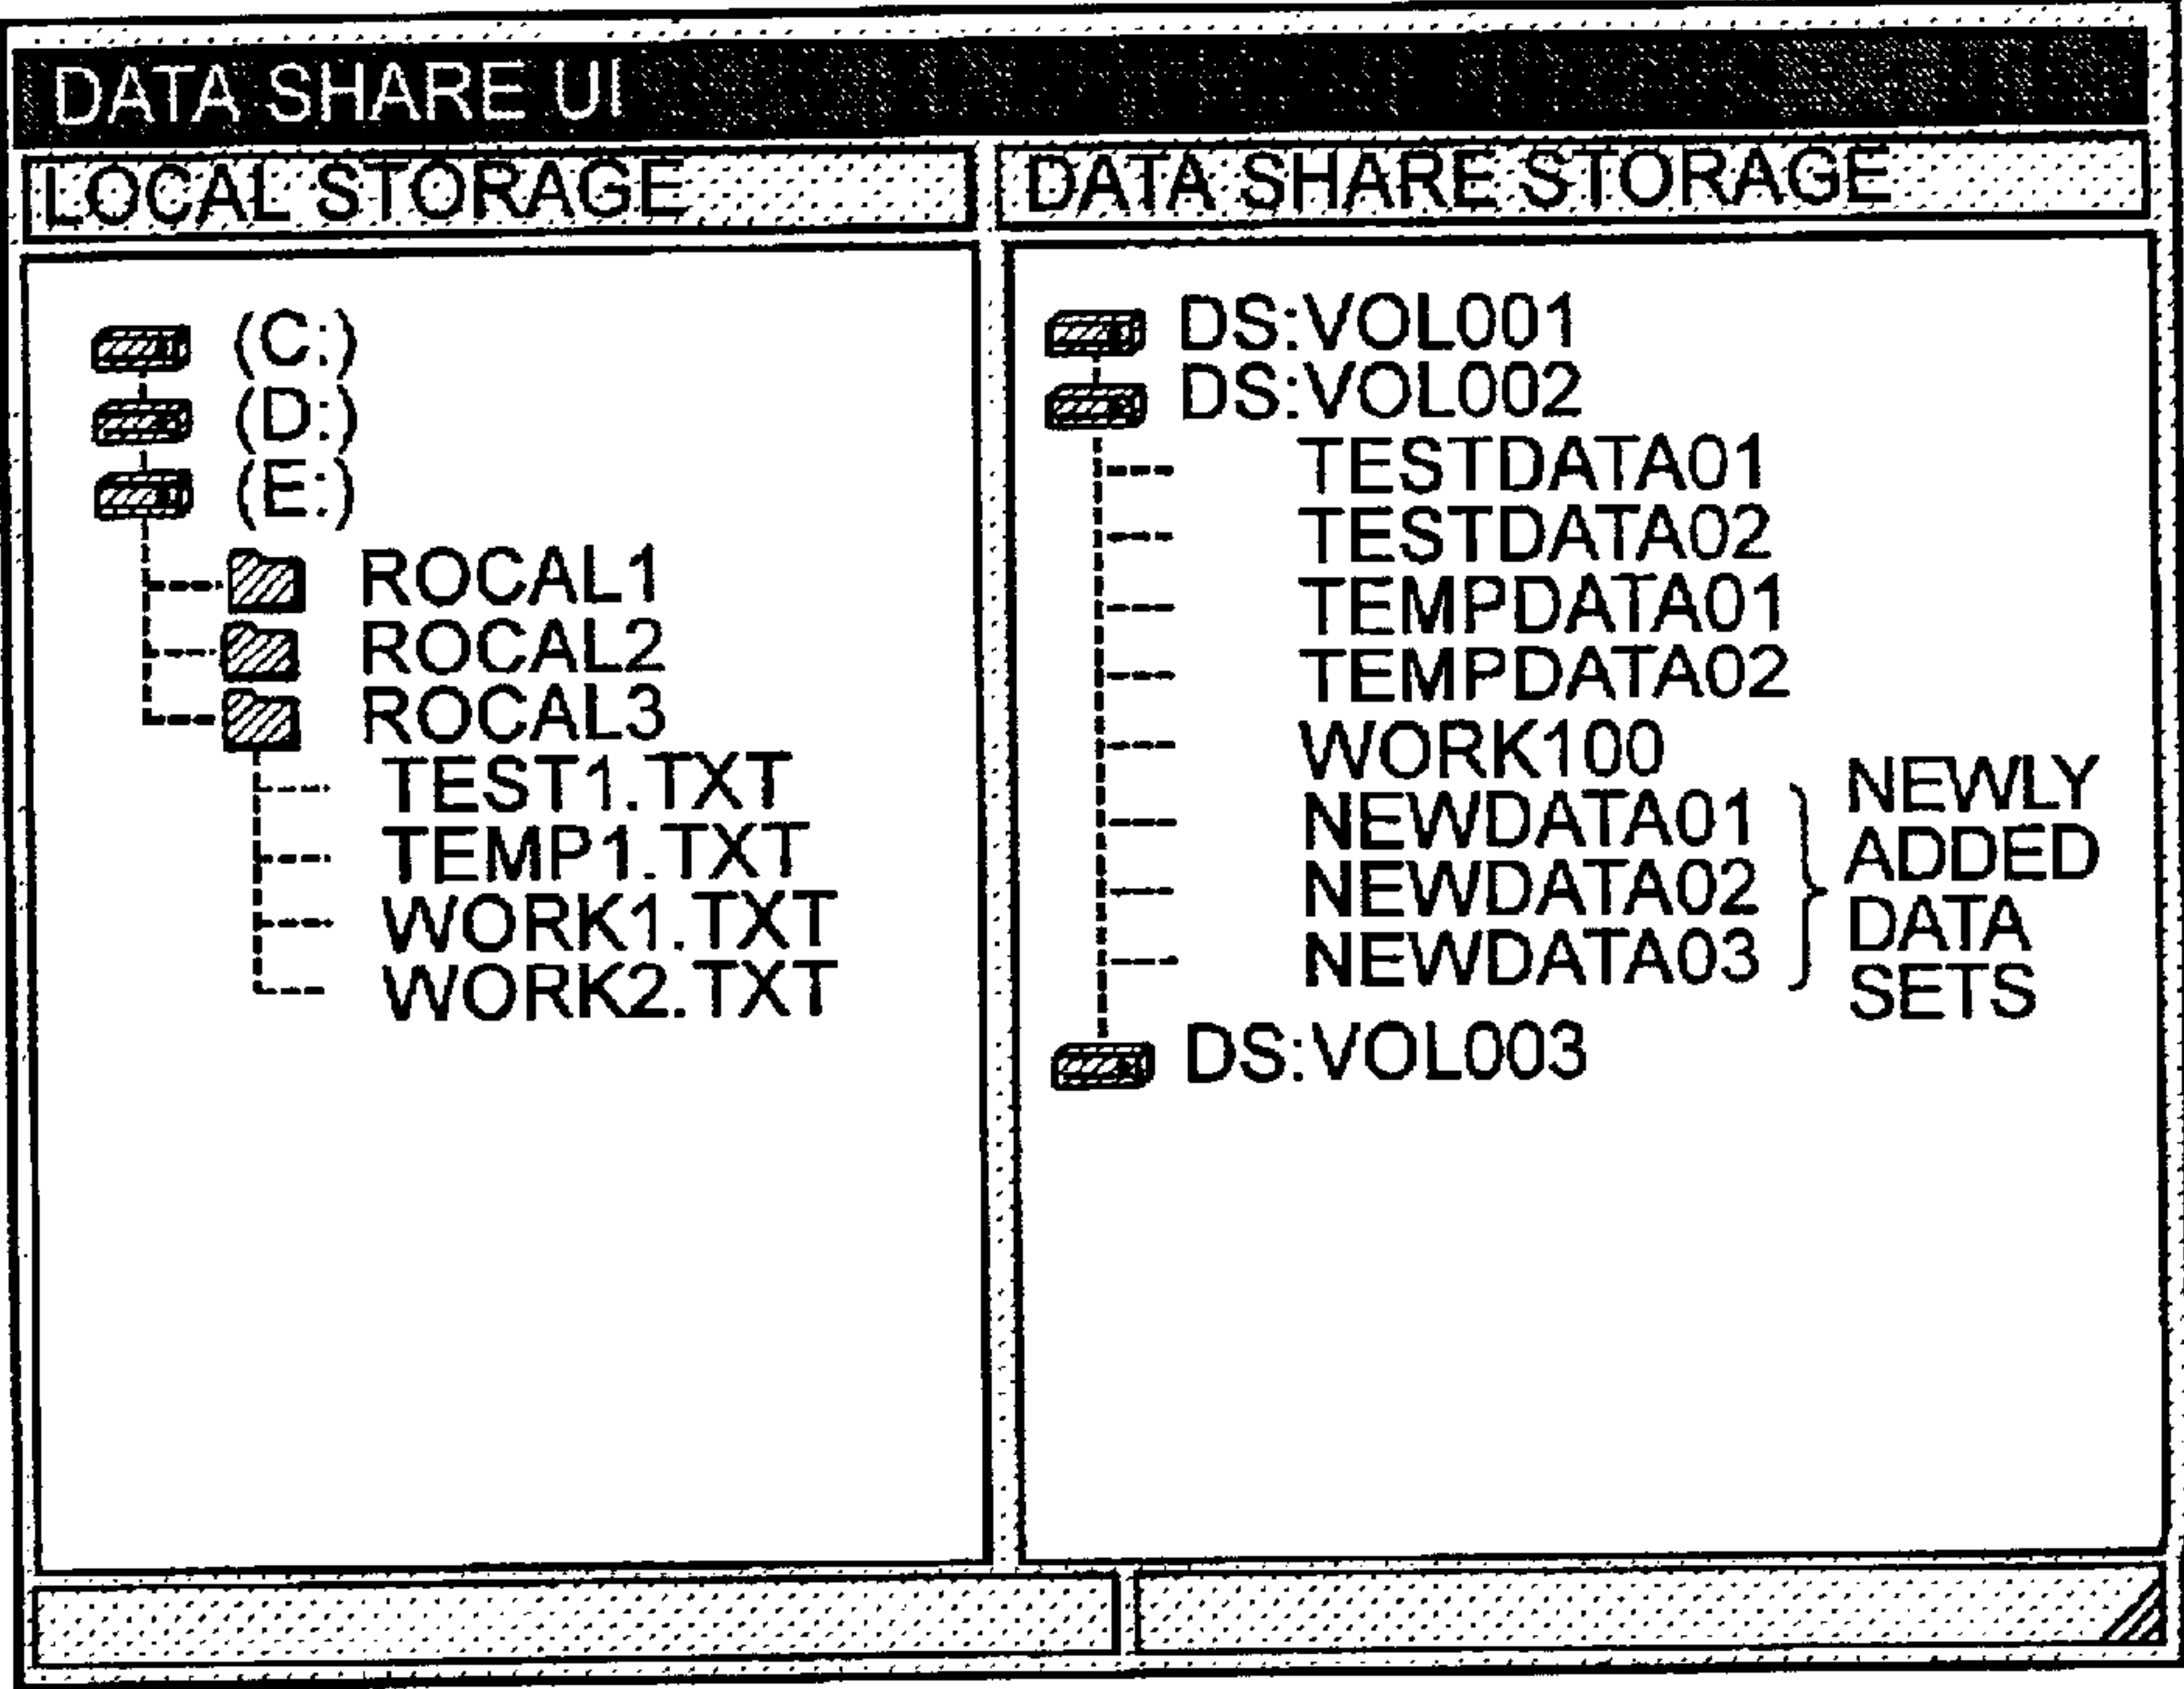 DATA SHARE UI
LOCAL STORAGE
(C:)
(D:)
(E:)
ROCAL1
ROCAL2
ROCAL3
TEST1.TXT
TEMP1.TXT
WORK1.TXT
WORK2.TXT
DATA SHARE STORAGE
DS:VOL001
DS:VOL002
TESTDATA01
TESTDATA02
TEMPDATA01
TEMPDATA02
WORK100
NEWDATA01
NEWDATA02
NEWDATA03
NEWLY
ADDED
DATA
SETS
DS:VOL003